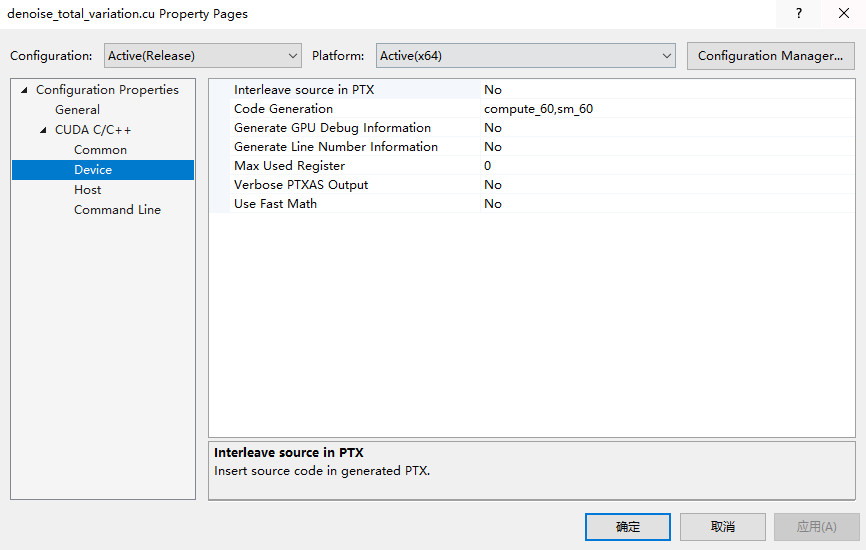 denoise_total_variation.cu Property Pages
?
Configuration: Active(Release) Platform: Active(x64) Configuration Manager...
Configuration Properties
General
CUDA C/C++
Common
Device
Host
Command Line
Interleave source in PTX No
Code Generation compute_60,sm_60
Generate GPU Debug Information No
Generate Line Number Information No
Max Used Register 0
Verbose PTXAS Output No
Use Fast Math No
Interleave source in PTX
Insert source code in generated PTX.
确定 取消 应用(A)